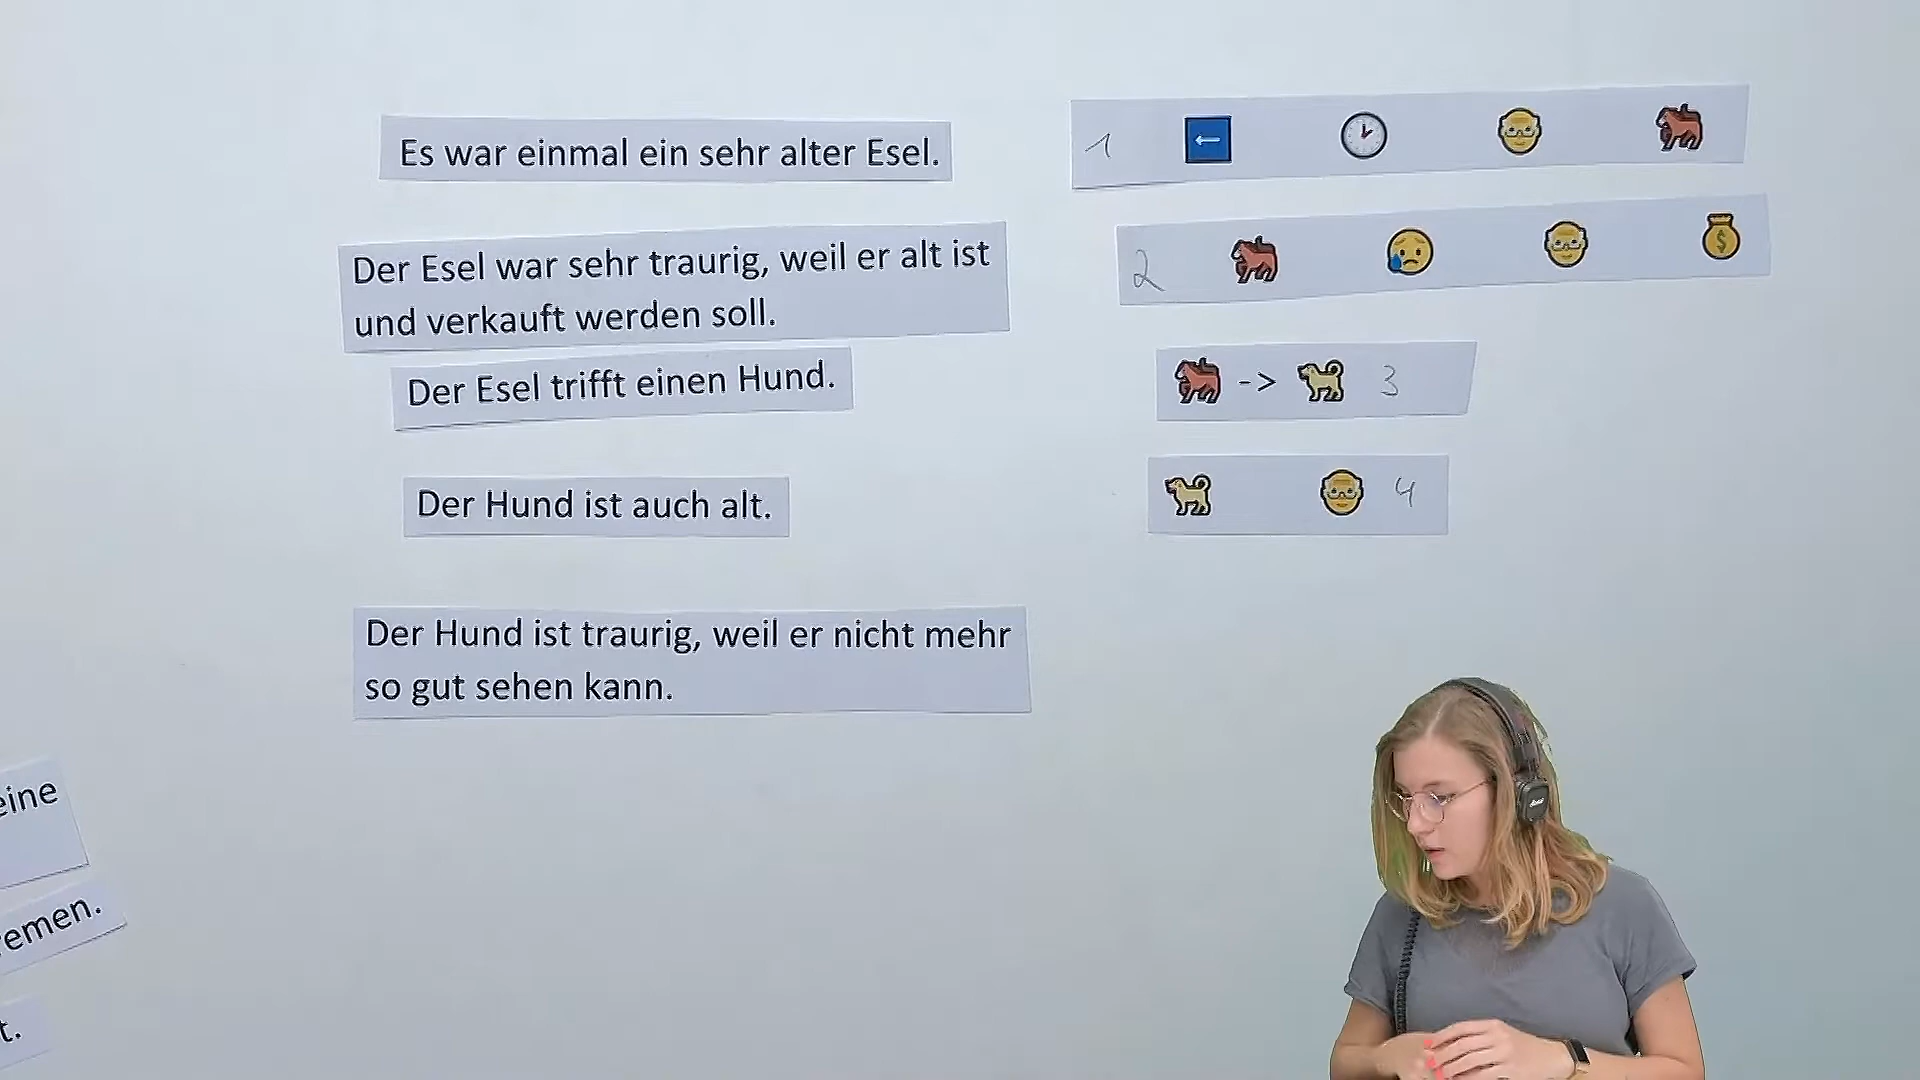 Es war einmal ein sehr alter Esel.
1
Der Esel war sehr traurig, weil er alt ist
und verkauft werden soll.
2
Der Esel trifft einen Hund.
-> 3
Der Hund ist auch alt.
4
Der Hund ist traurig, weil er nicht mehr
so gut sehen kann.
eine
emen.
t.